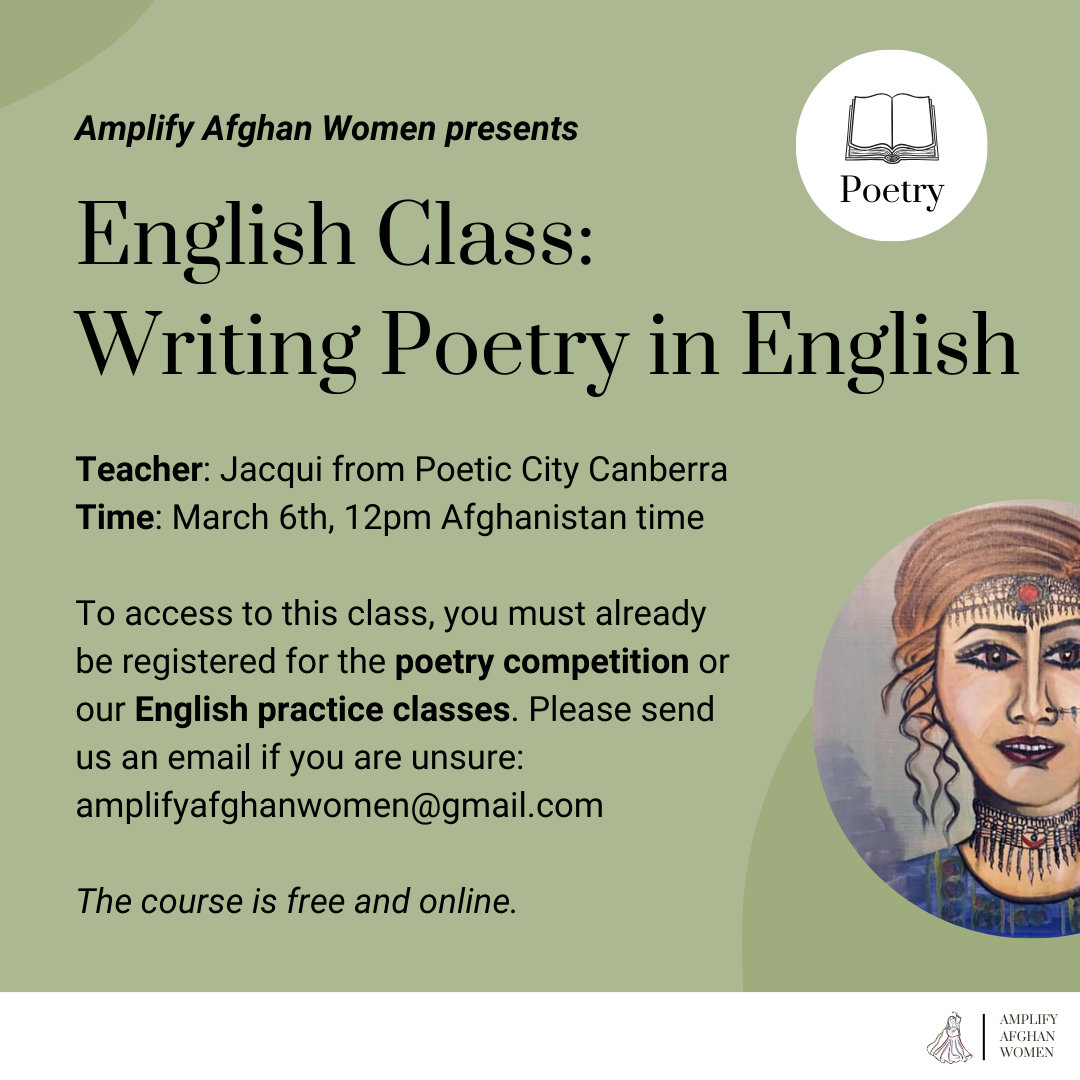 Amplify Afghan Women presents
Poetry
English Class:
Writing Poetry in English
Teacher: Jacqui from Poetic City Canberra
Time: March 6th, 12pm Afghanistan time
To access to this class, you must already
be registered for the poetry competition or
our English practice classes. Please send
us an email if you are unsure:
amplifyafghanwomen@gmail.com
The course is free and online.
AMPLIFY
AFGHAN
WOMEN